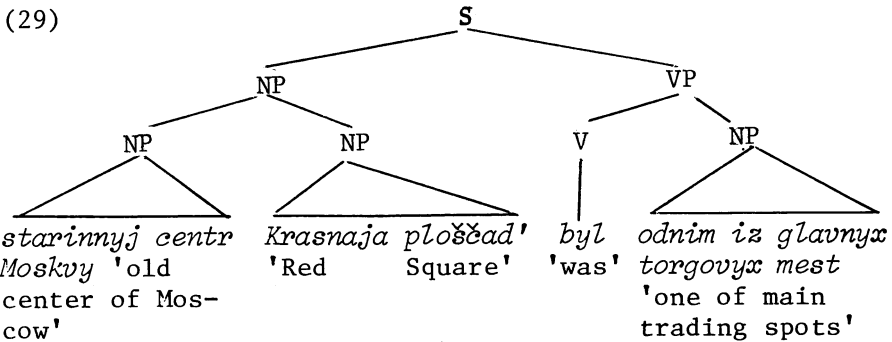 (29)
S
NP VP
NP NP V NP
starinnyj centr Krasnaja ploščad' byl odnim iz glavnyx
Moskvy 'old 'Red Square' 'was' torgovyx mest
center of Mos- 'one of main
cow' trading spots'